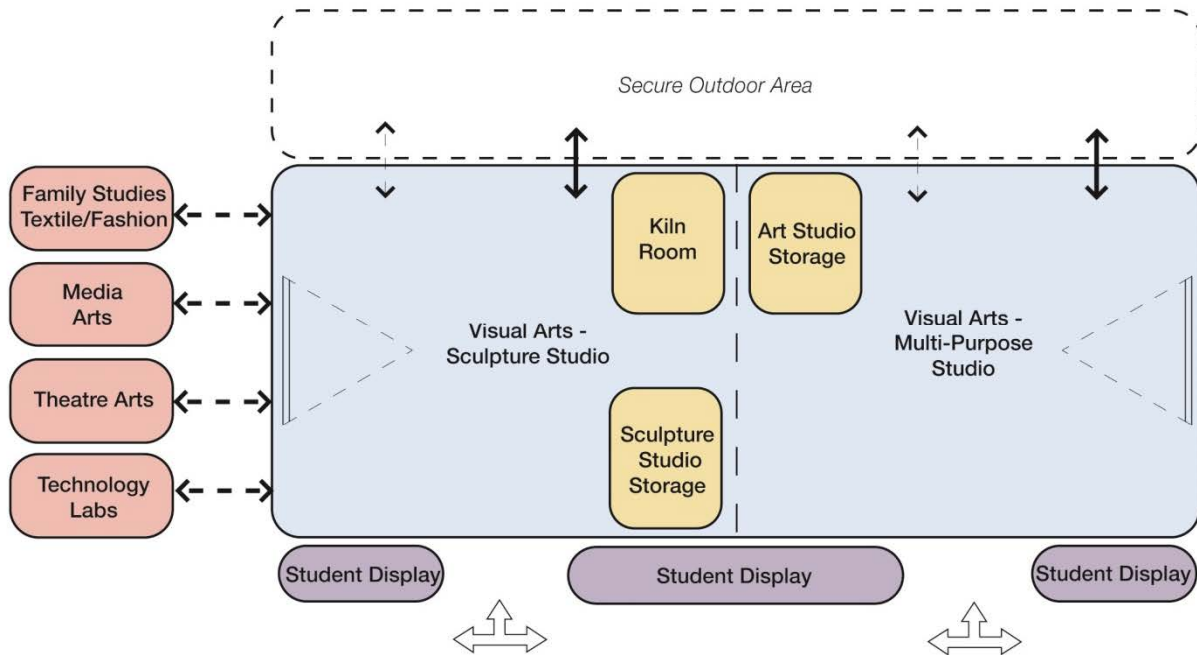 Secure Outdoor Area
Family Studies
Textile/Fashion
Media
Arts
Theatre Arts
Technology
Labs
Kiln
Room
Art Studio
Storage
Visual Arts -
Sculpture Studio
Visual Arts -
Multi-Purpose
Studio
Sculpture
Studio
Storage
Student Display
Student Display
Student Display